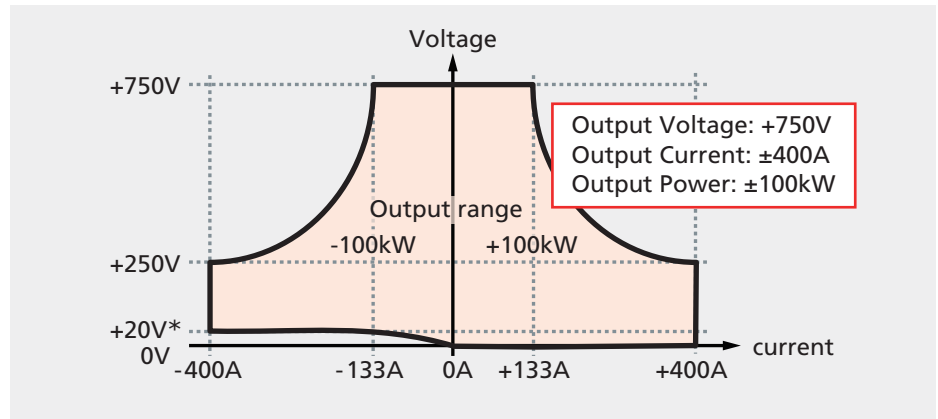 Voltage
+750V
Output Voltage: +750V
Output Current: ±400A
Output Power: ±100kW
Output range
-100kW
+100kW
+250V
+20V*
0V
current
-400A
-133A
0A
+133A
+400A